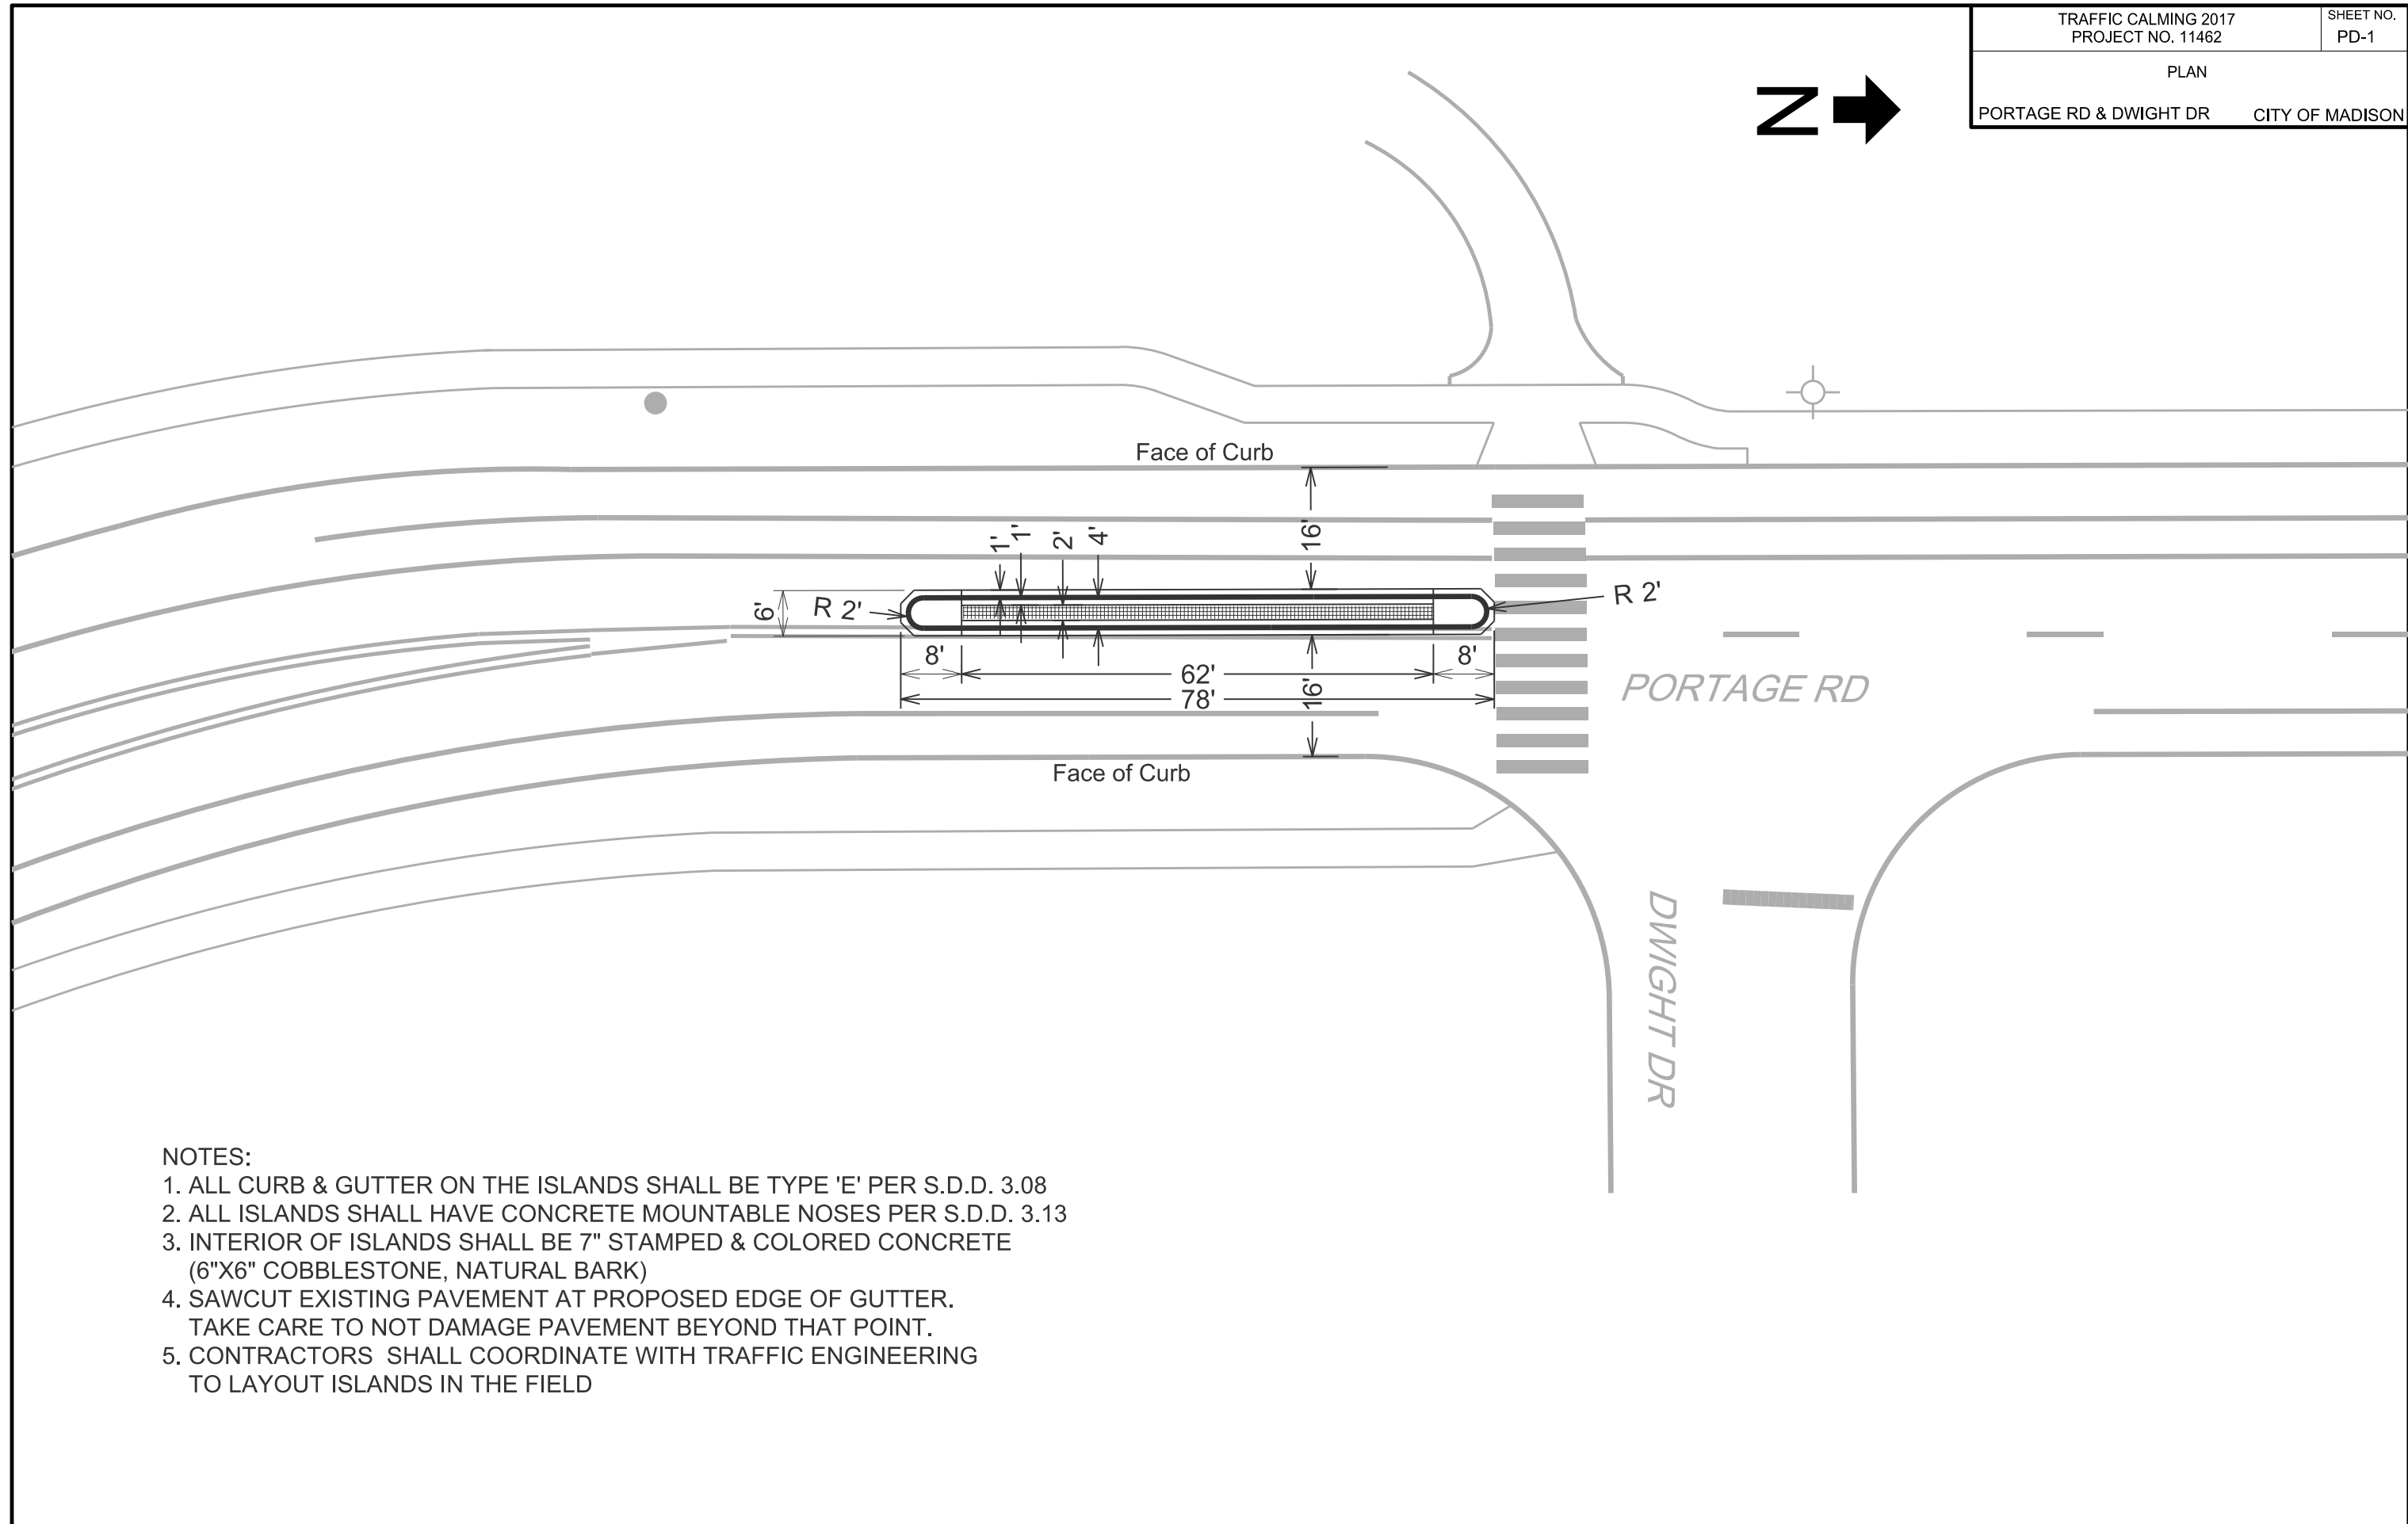 TRAFFIC CALMING 2017
PROJECT NO. 11462
SHEET NO.
PD-1
PLAN
PORTAGE RD & DWIGHT DR
CITY OF MADISON
N
Face of Curb
1'
1'
2'
4'
16'
6'
R 2'
R 2'
8'
62'
8'
78'
16'
PORTAGE RD
Face of Curb
DWIGHT DR
NOTES:
1. ALL CURB & GUTTER ON THE ISLANDS SHALL BE TYPE 'E' PER S.D.D. 3.08
2. ALL ISLANDS SHALL HAVE CONCRETE MOUNTABLE NOSES PER S.D.D. 3.13
3. INTERIOR OF ISLANDS SHALL BE 7" STAMPED & COLORED CONCRETE
(6"X6" COBBLESTONE, NATURAL BARK)
4. SAWCUT EXISTING PAVEMENT AT PROPOSED EDGE OF GUTTER.
TAKE CARE TO NOT DAMAGE PAVEMENT BEYOND THAT POINT.
5. CONTRACTORS SHALL COORDINATE WITH TRAFFIC ENGINEERING
TO LAYOUT ISLANDS IN THE FIELD